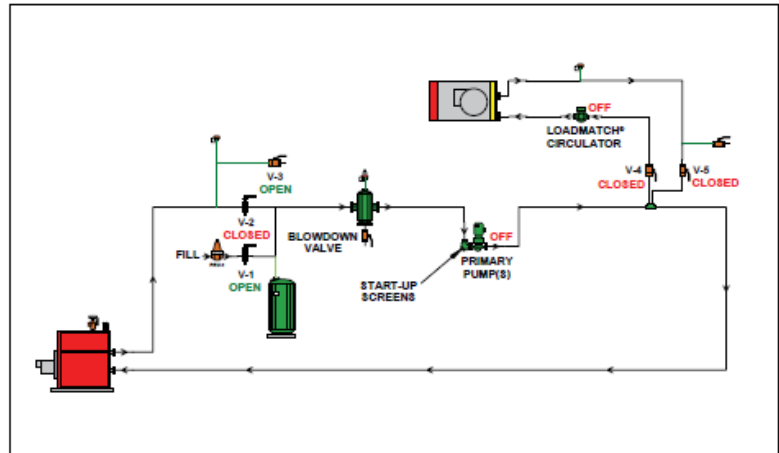 OFF
LOADMATCH®
CIRCULATOR
V-3
OPEN
V-4
CLOSED
V-5
CLOSED
V-2
CLOSED
FILL
V-1
OPEN
BLOWDOWN
VALVE
OFF
PRIMARY
PUMP(S)
START-UP
SCREENS